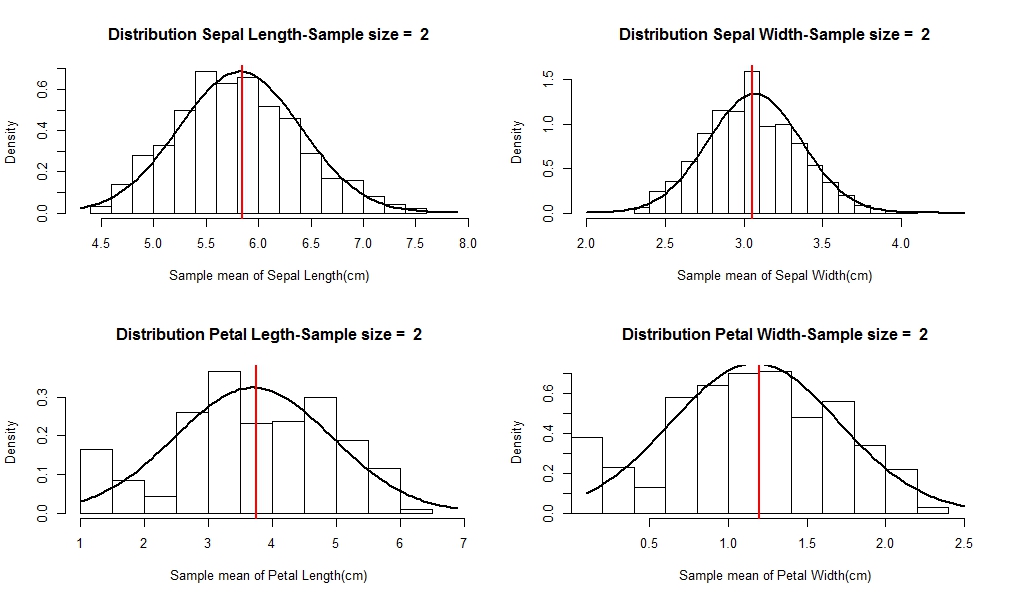 Distribution Sepal Length-Sample size =  2
Density
0.0 0.2 0.4 0.6
4.5 5.0 5.5 6.0 6.5 7.0 7.5 8.0
Sample mean of Sepal Length(cm)
Distribution Sepal Width-Sample size =  2
Density
0.0 0.5 1.0 1.5
2.0 2.5 3.0 3.5 4.0
Sample mean of Sepal Width(cm)
Distribution Petal Legth-Sample size =  2
Density
0.0 0.1 0.2 0.3
1 2 3 4 5 6 7
Sample mean of Petal Length(cm)
Distribution Petal Width-Sample size =  2
Density
0.0 0.2 0.4 0.6
0.5 1.0 1.5 2.0 2.5
Sample mean of Petal Width(cm)